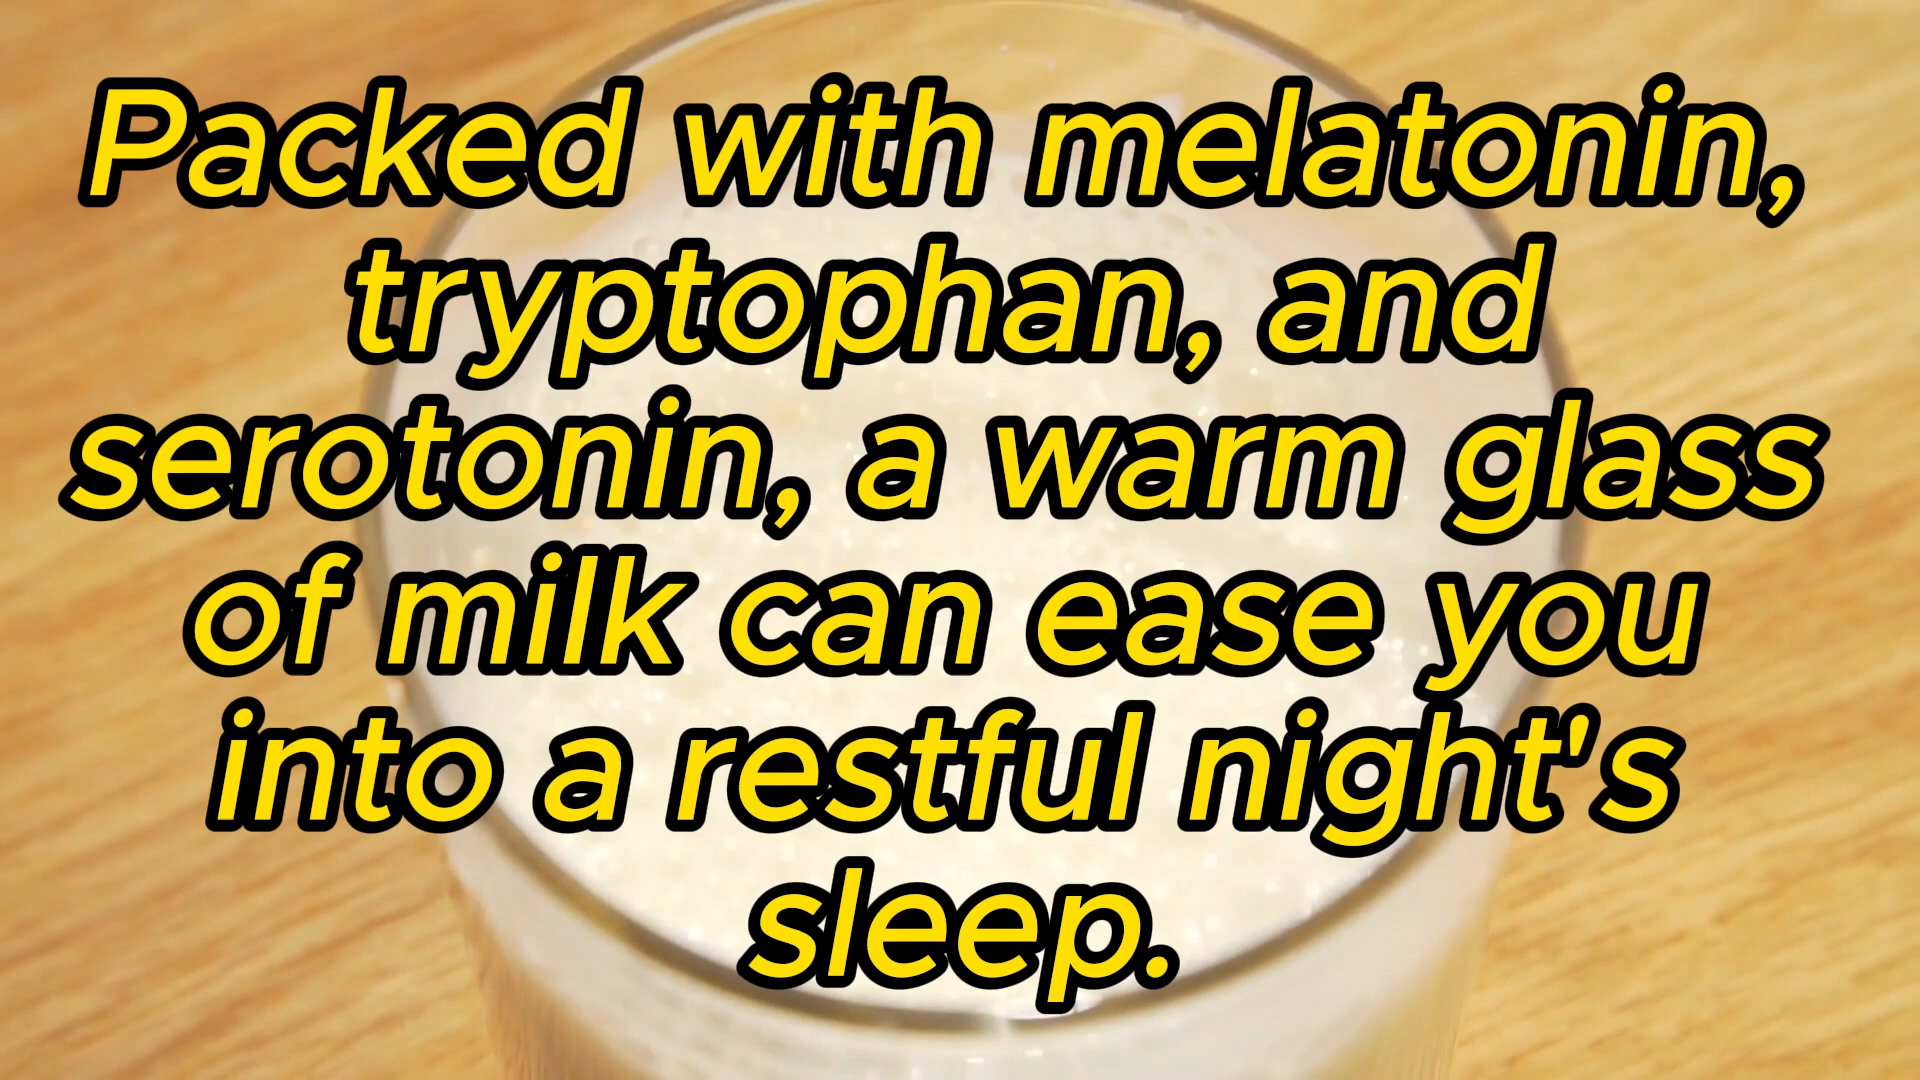 Packed with melatonin,
tryptophan, and
serotonin, a warm glass
of milk can ease you
into a restful night's
sleep.